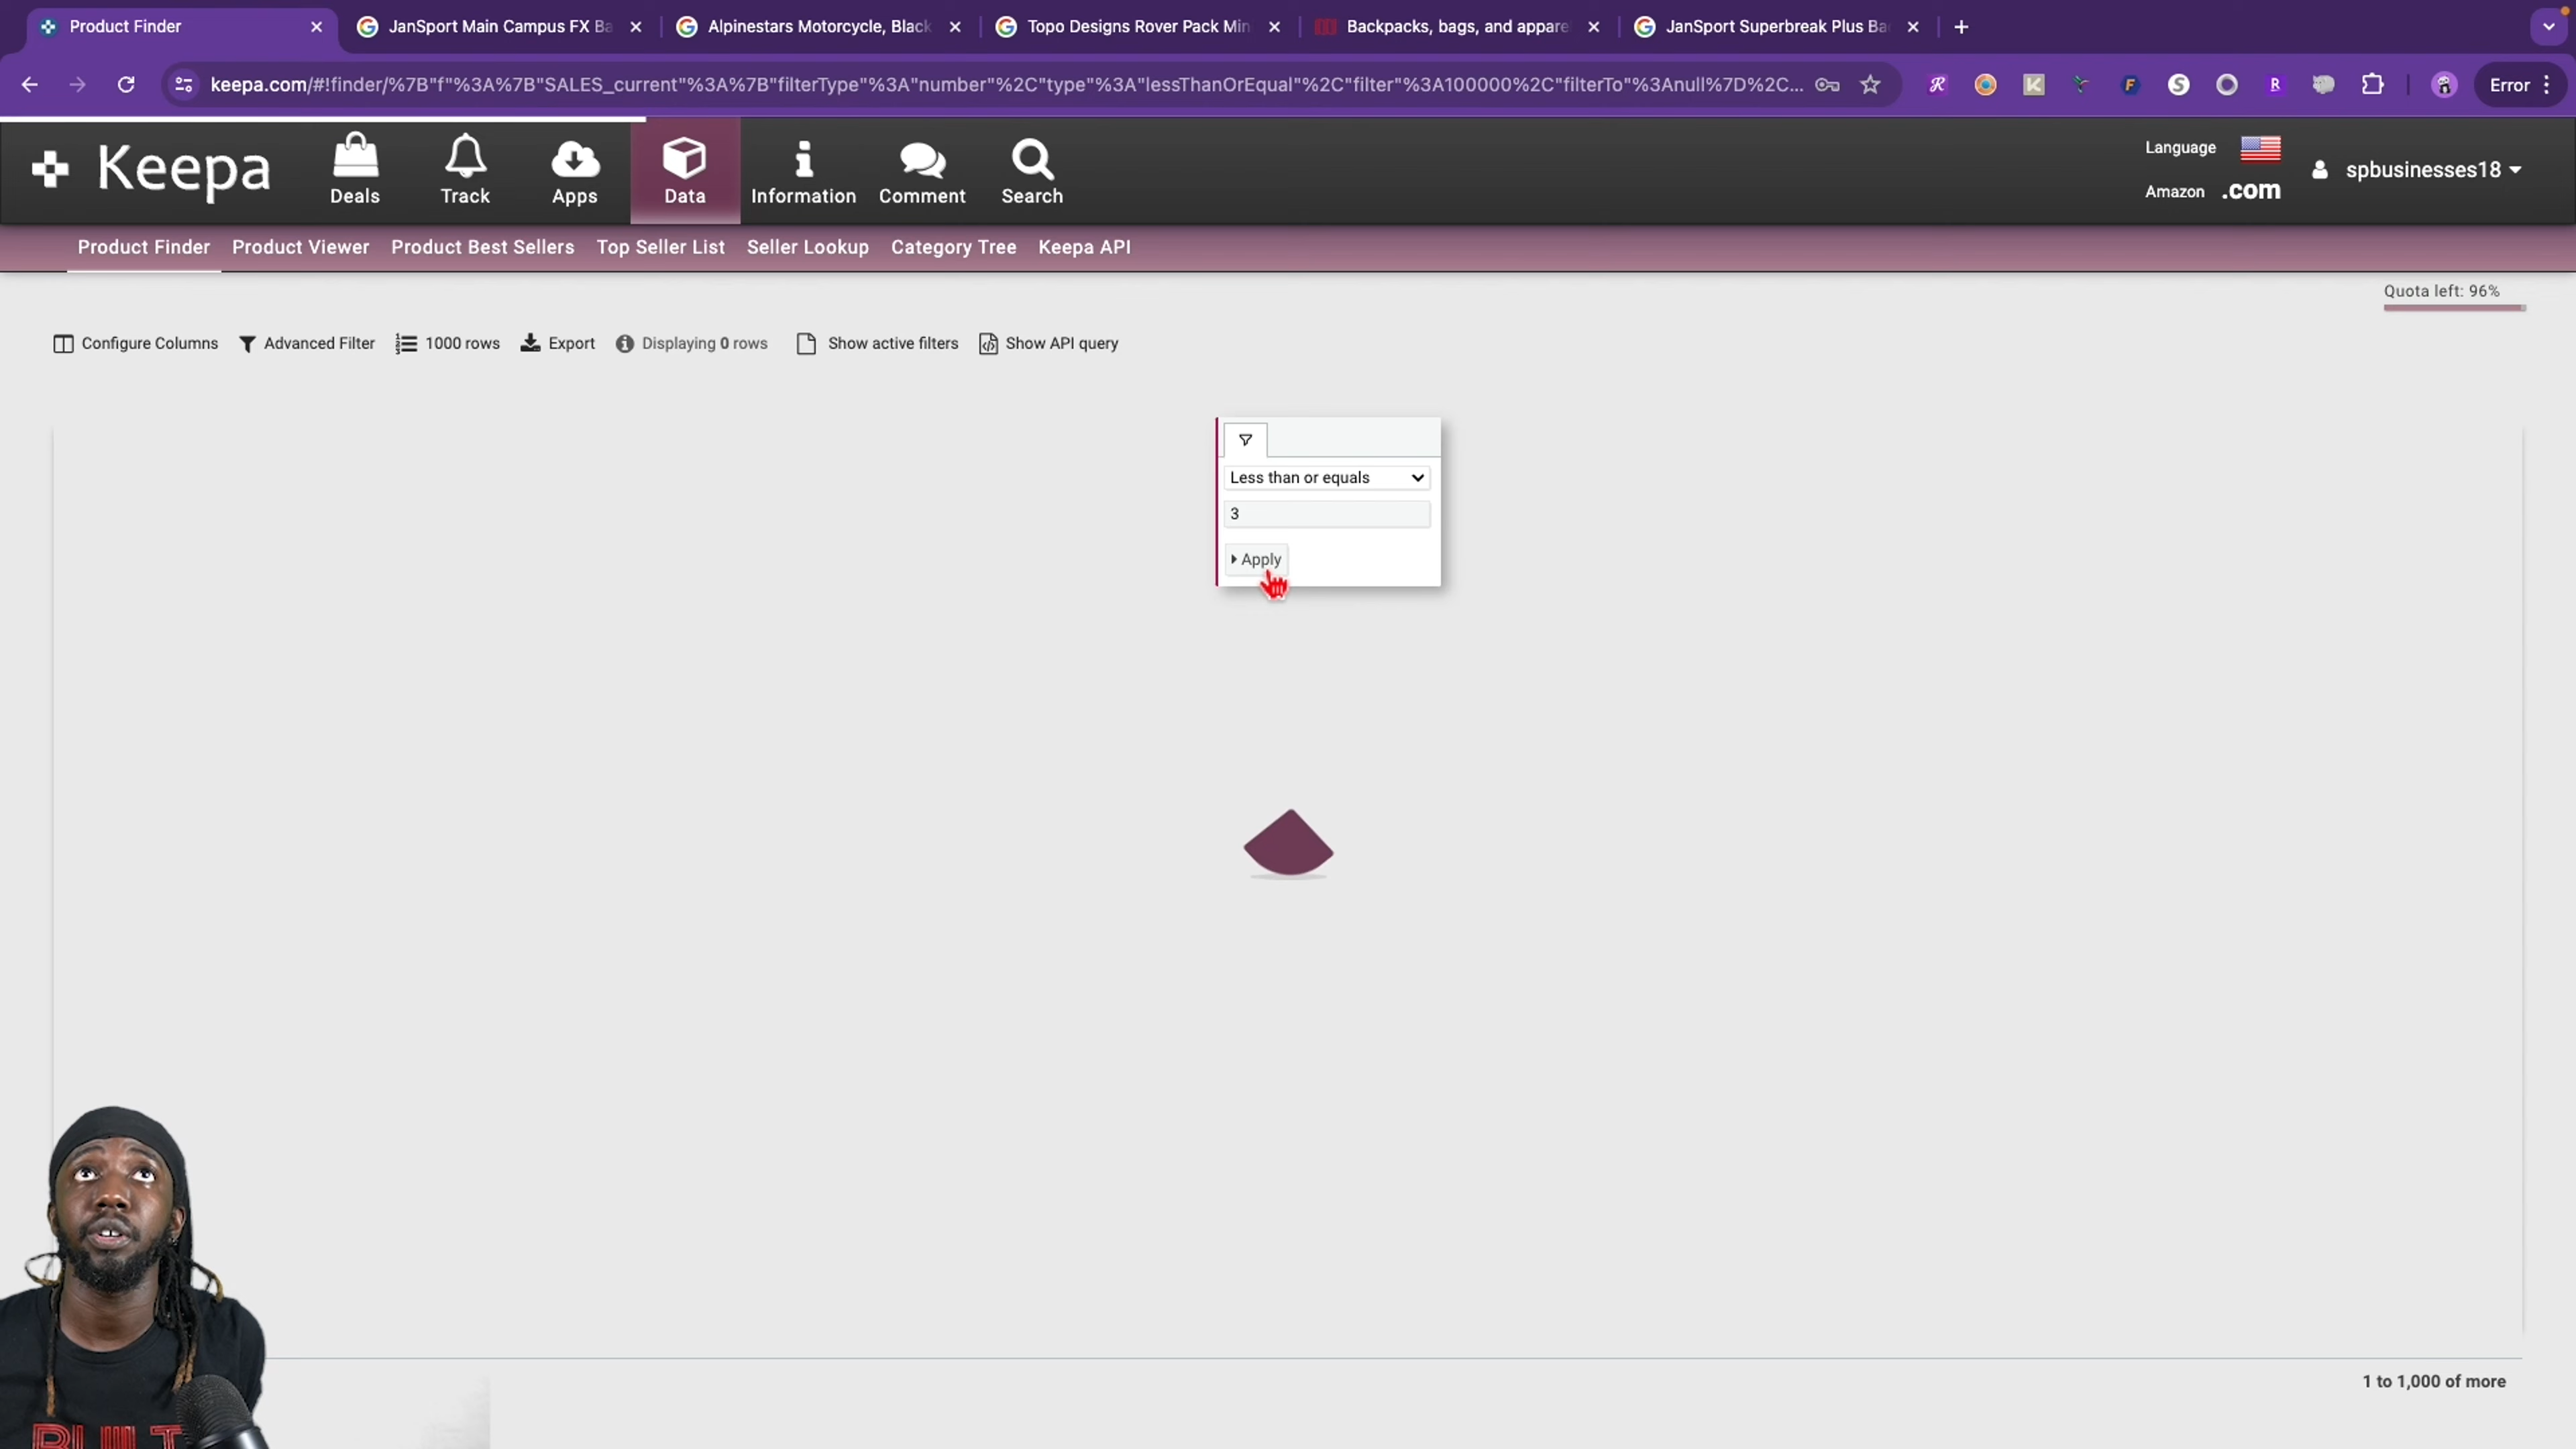 Product Finder
JanSport Main Campus FX Ba
Alpinestars Motorcycle, Black
Topo Designs Rover Pack Min
Backpacks, bags, and appare
JanSport Superbreak Plus Ba
keepa.com/#!finder/%7B"f"%3A%7B"SALES_current"%3A%7B"filterType"%3A"number"%2C"type"%3A"lessThanOrEqual"%2C"filter"%3A100000%2C"filterTo"%3Anull%7D%2C...
Error
Keepa
Deals
Track
Apps
Data
Information
Comment
Search
Language
Amazon .com
spbusinesses18
Product Finder Product Viewer Product Best Sellers Top Seller List Seller Lookup Category Tree Keepa API
Quota left: 96%
Configure Columns Advanced Filter 1000 rows Export Displaying 0 rows Show active filters Show API query
Less than or equals
3
Apply
1 to 1,000 of more
BUILT